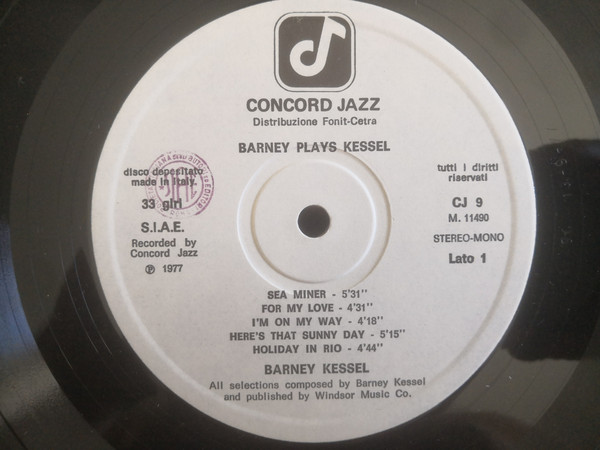 CONCORD JAZZ
Distribuzione Fonit-Cetra
BARNEY PLAYS KESSEL
disco depositato
made in Italy.
33 giri
S.I.A.E.
Recorded by
Concord Jazz
℗ 1977
tutti i diritti
riservati
CJ 9
M. 11490
STEREO-MONO
Lato 1
SEA MINER - 5'31''
FOR MY LOVE - 4'31''
I'M ON MY WAY - 4'18''
HERE'S THAT SUNNY DAY - 5'15''
HOLIDAY IN RIO - 4'44''
BARNEY KESSEL
All selections composed by Barney Kessel
and published by Windsor Music Co.